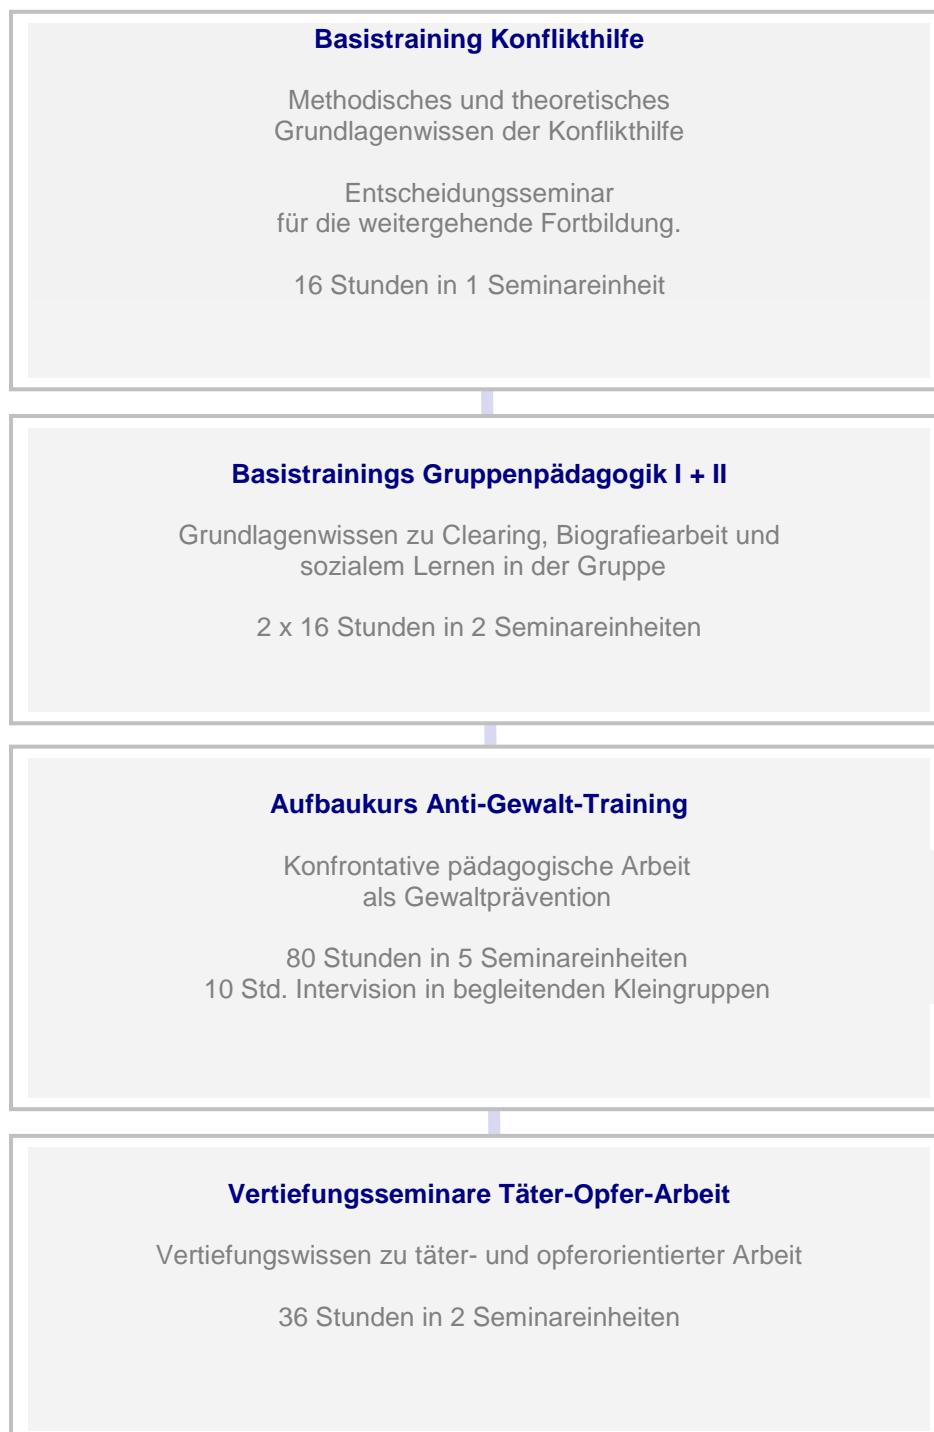 Basistraining Konflikthilfe
Methodisches und theoretisches
Grundlagenwissen der Konflikthilfe
Entscheidungsseminar
für die weitergehende Fortbildung.
16 Stunden in 1 Seminareinheit
Basistrainings Gruppenpädagogik I + II
Grundlagenwissen zu Clearing, Biografiearbeit und
sozialem Lernen in der Gruppe
2 x 16 Stunden in 2 Seminareinheiten
Aufbaukurs Anti-Gewalt-Training
Konfrontative pädagogische Arbeit
als Gewaltprävention
80 Stunden in 5 Seminareinheiten
10 Std. Intervision in begleitenden Kleingruppen
Vertiefungsseminare Täter-Opfer-Arbeit
Vertiefungswissen zu täter- und opferorientierter Arbeit
36 Stunden in 2 Seminareinheiten